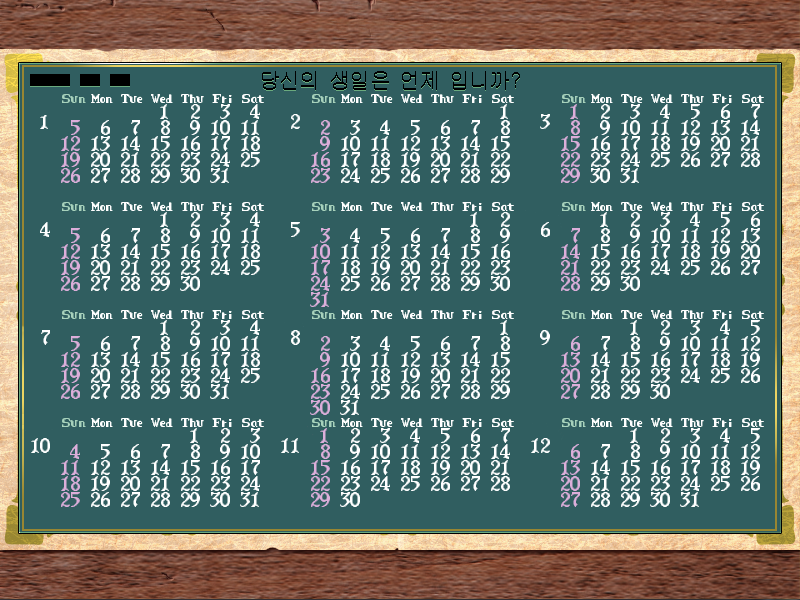 당신의 생일은 언제 입니까?
1
Sun Mon Tue Wed Thu Fri Sat
1 2 3 4
5 6 7 8 9 10 11
12 13 14 15 16 17 18
19 20 21 22 23 24 25
26 27 28 29 30 31
2
Sun Mon Tue Wed Thu Fri Sat
1
2 3 4 5 6 7 8
9 10 11 12 13 14 15
16 17 18 19 20 21 22
23 24 25 26 27 28 29
3
Sun Mon Tue Wed Thu Fri Sat
1 2 3 4 5 6 7
8 9 10 11 12 13 14
15 16 17 18 19 20 21
22 23 24 25 26 27 28
29 30 31
4
Sun Mon Tue Wed Thu Fri Sat
1 2 3 4
5 6 7 8 9 10 11
12 13 14 15 16 17 18
19 20 21 22 23 24 25
26 27 28 29 30
5
Sun Mon Tue Wed Thu Fri Sat
1 2
3 4 5 6 7 8 9
10 11 12 13 14 15 16
17 18 19 20 21 22 23
24 25 26 27 28 29 30
31
6
Sun Mon Tue Wed Thu Fri Sat
1 2 3 4 5 6
7 8 9 10 11 12 13
14 15 16 17 18 19 20
21 22 23 24 25 26 27
28 29 30
7
Sun Mon Tue Wed Thu Fri Sat
1 2 3 4
5 6 7 8 9 10 11
12 13 14 15 16 17 18
19 20 21 22 23 24 25
26 27 28 29 30 31
8
Sun Mon Tue Wed Thu Fri Sat
1
2 3 4 5 6 7 8
9 10 11 12 13 14 15
16 17 18 19 20 21 22
23 24 25 26 27 28 29
30 31
9
Sun Mon Tue Wed Thu Fri Sat
1 2 3 4 5
6 7 8 9 10 11 12
13 14 15 16 17 18 19
20 21 22 23 24 25 26
27 28 29 30
10
Sun Mon Tue Wed Thu Fri Sat
1 2 3
4 5 6 7 8 9 10
11 12 13 14 15 16 17
18 19 20 21 22 23 24
25 26 27 28 29 30 31
11
Sun Mon Tue Wed Thu Fri Sat
1 2 3 4 5 6 7
8 9 10 11 12 13 14
15 16 17 18 19 20 21
22 23 24 25 26 27 28
29 30
12
Sun Mon Tue Wed Thu Fri Sat
1 2 3 4 5
6 7 8 9 10 11 12
13 14 15 16 17 18 19
20 21 22 23 24 25 26
27 28 29 30 31